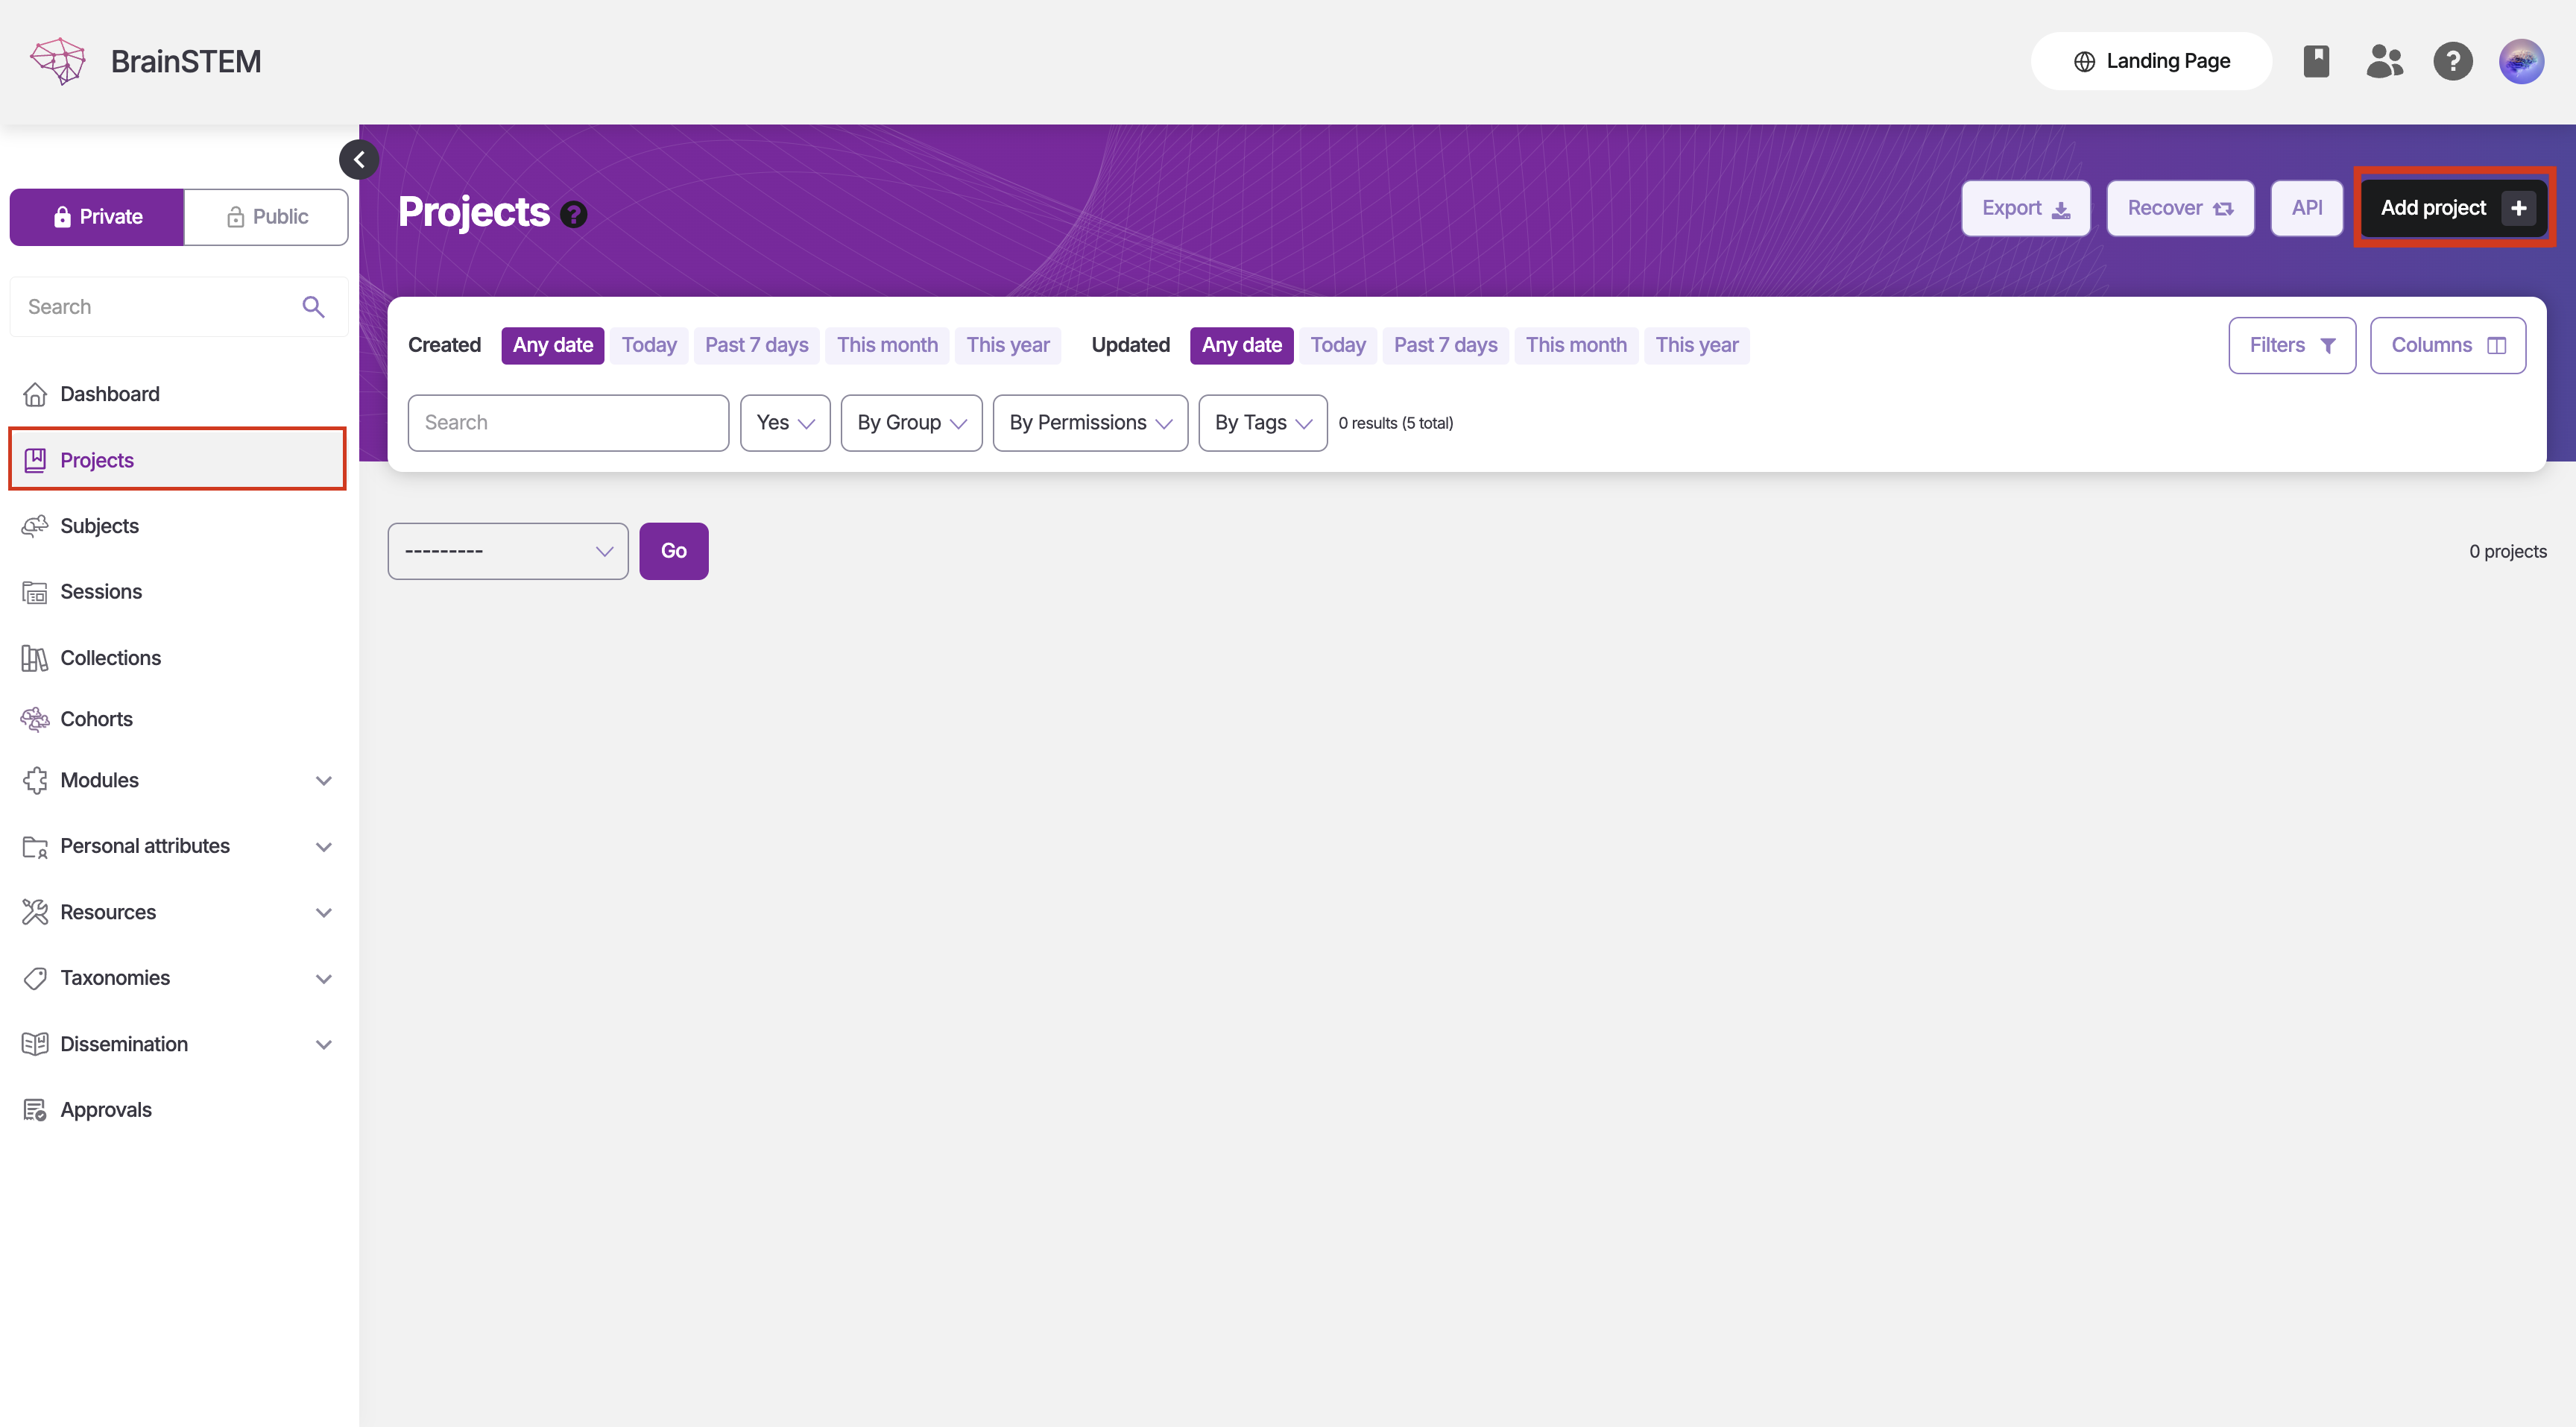 BrainSTEM
Landing Page
Private
Public
Search
Dashboard
Projects
Subjects
Sessions
Collections
Cohorts
Modules
Personal attributes
Resources
Taxonomies
Dissemination
Approvals
Projects ?
Export
Recover
API
Add project +
Created Any date Today Past 7 days This month This year Updated Any date Today Past 7 days This month This year
Filters
Columns
Search Yes By Group By Permissions By Tags 0 results (5 total)
--------- Go 0 projects